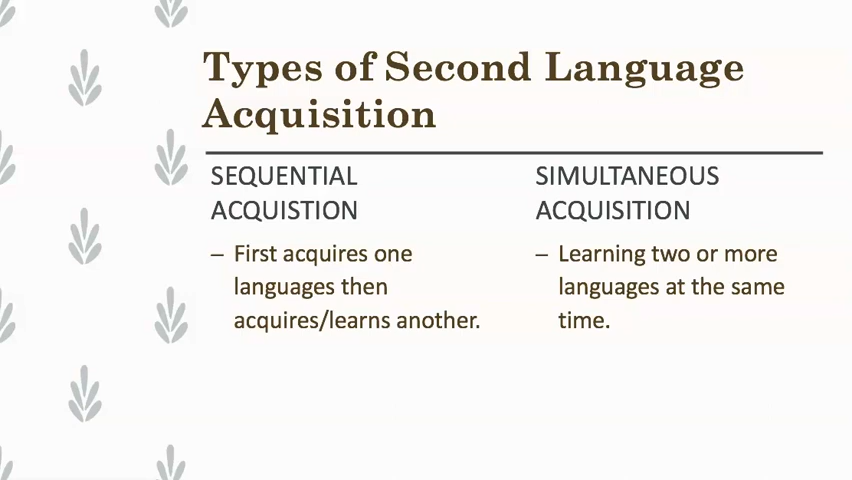 Types of Second Language
Acquisition
SEQUENTIAL
ACQUISTION
– First acquires one
languages then
acquires/learns another.
SIMULTANEOUS
ACQUISITION
– Learning two or more
languages at the same
time.